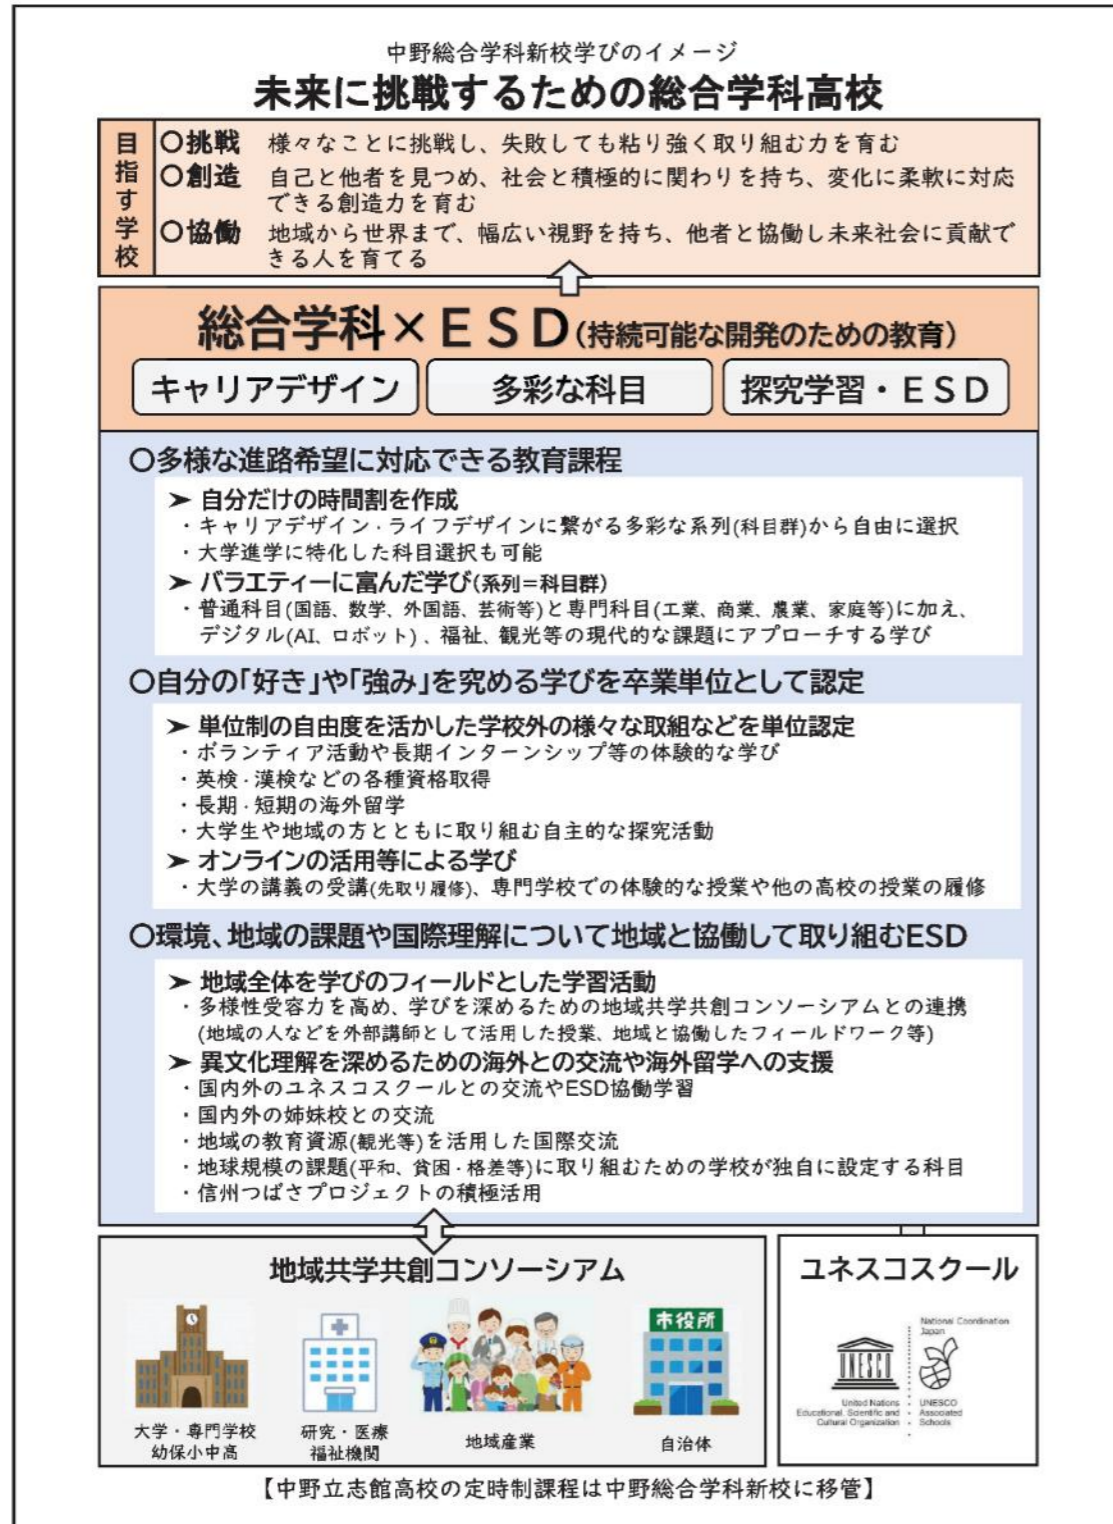 中野総合学科新校学びのイメージ
未来に挑戦するための総合学科高校
目指す学校
〇挑戦 様々なことに挑戦し、失敗しても粘り強く取り組む力を育む
〇創造 自己と他者を見つめ、社会と積極的に関わりを持ち、変化に柔軟に対応
できる創造力を育む
〇協働 地域から世界まで、幅広い視野を持ち、他者と協働し未来社会に貢献で
きる人を育てる
総合学科×ESD(持続可能な開発のための教育)
キャリアデザイン
多彩な科目
探究学習・ESD
〇多様な進路希望に対応できる教育課程
➤ 自分だけの時間割を作成
・キャリアデザイン・ライフデザインに繋がる多彩な系列(科目群)から自由に選択
・大学進学に特化した科目選択も可能
➤ バラエティーに富んだ学び(系列=科目群)
・普通科目(国語、数学、外国語、芸術等)と専門科目(工業、商業、農業、家庭等)に加え、
デジタル(AI、ロボット)、福祉、観光等の現代的な課題にアプローチする学び
〇自分の「好き」や「強み」を究める学びを卒業単位として認定
➤ 単位制の自由度を活かした学校外の様々な取組などを単位認定
・ボランティア活動や長期インターンシップ等の体験的な学び
・英検・漢検などの各種資格取得
・長期・短期の海外留学
・大学生や地域の方とともに取り組む自主的な探究活動
➤ オンラインの活用等による学び
・大学の講義の受講(先取り履修)、専門学校での体験的な授業や他の高校の授業の履修
〇環境、地域の課題や国際理解について地域と協働して取り組むESD
➤ 地域全体を学びのフィールドとした学習活動
・多様性受容力を高め、学びを深めるための地域共学共創コンソーシアムとの連携
(地域の人などを外部講師として活用した授業、地域と協働したフィールドワーク等)
➤ 異文化理解を深めるための海外との交流や海外留学への支援
・国内外のユネスコスクールとの交流やESD協働学習
・国内外の姉妹校との交流
・地域の教育資源(観光等)を活用した国際交流
・地球規模の課題(平和、貧困・格差等)に取り組むための学校が独自に設定する科目
・信州つばさプロジェクトの積極活用
地域共学共創コンソーシアム
市役所
大学・専門学校
幼保小中高
研究・医療
福祉機関
地域産業
自治体
ユネスコスクール
National Coordination
Japan
UNESCO
United Nations
Educational, Scientific and
Cultural Organization
UNESCO
Associated
Schools
【中野立志館高校の定時制課程は中野総合学科新校に移管】